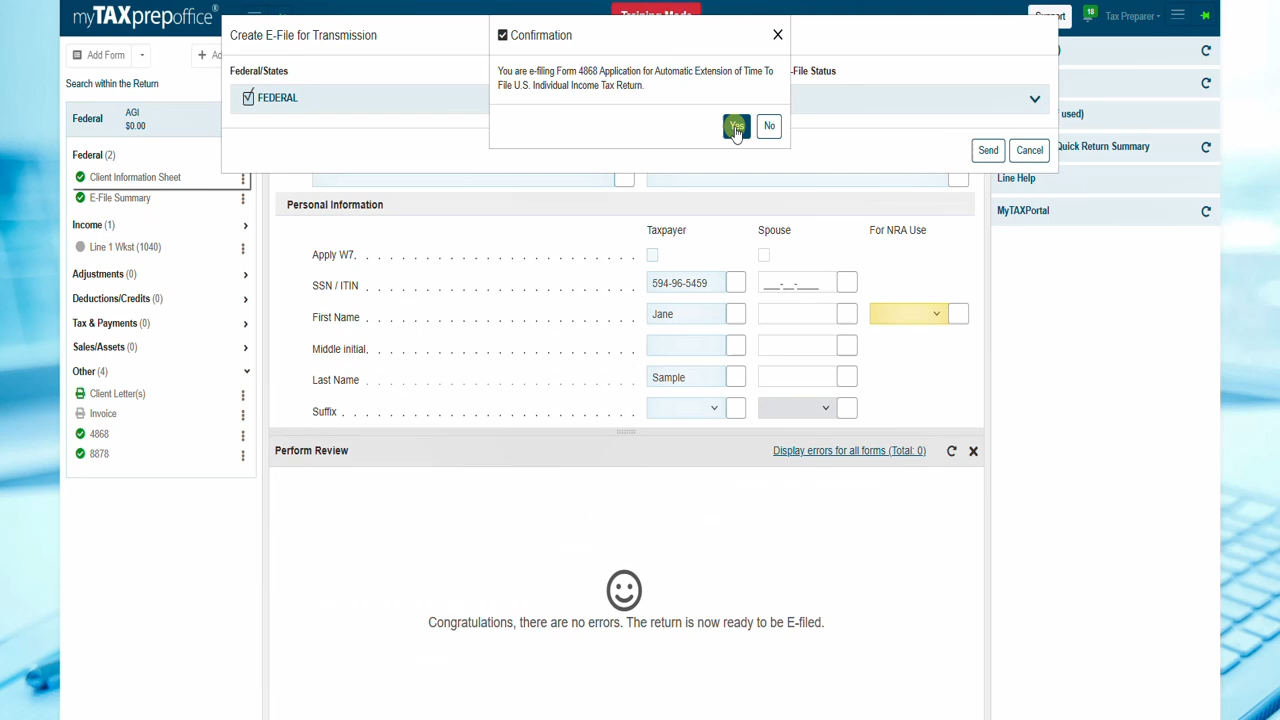 myTAXprepoffice®
Training Mode
Support
18
Tax Preparer
Add Form
Search within the Return
Federal
AGI
$0.00
Federal (2)
Client Information Sheet
E-File Summary
Income (1)
Line 1 Wkst (1040)
Adjustments (0)
Deductions/Credits (0)
Tax & Payments (0)
Sales/Assets (0)
Other (4)
Client Letter(s)
Invoice
4868
8878
Create E-File for Transmission
Federal/States
-File Status
FEDERAL
Send
Cancel
Confirmation
You are e-filing Form 4868 Application for Automatic Extension of Time To
File U.S. Individual Income Tax Return.
Yes
No
Personal Information
Taxpayer
Spouse
For NRA Use
Apply W7
SSN / ITIN
594-96-5459
___-__-____
First Name
Jane
Middle initial
Last Name
Sample
Suffix
Perform Review
Display errors for all forms (Total: 0)
Congratulations, there are no errors. The return is now ready to be E-filed.
used)
Quick Return Summary
Line Help
MyTAXPortal